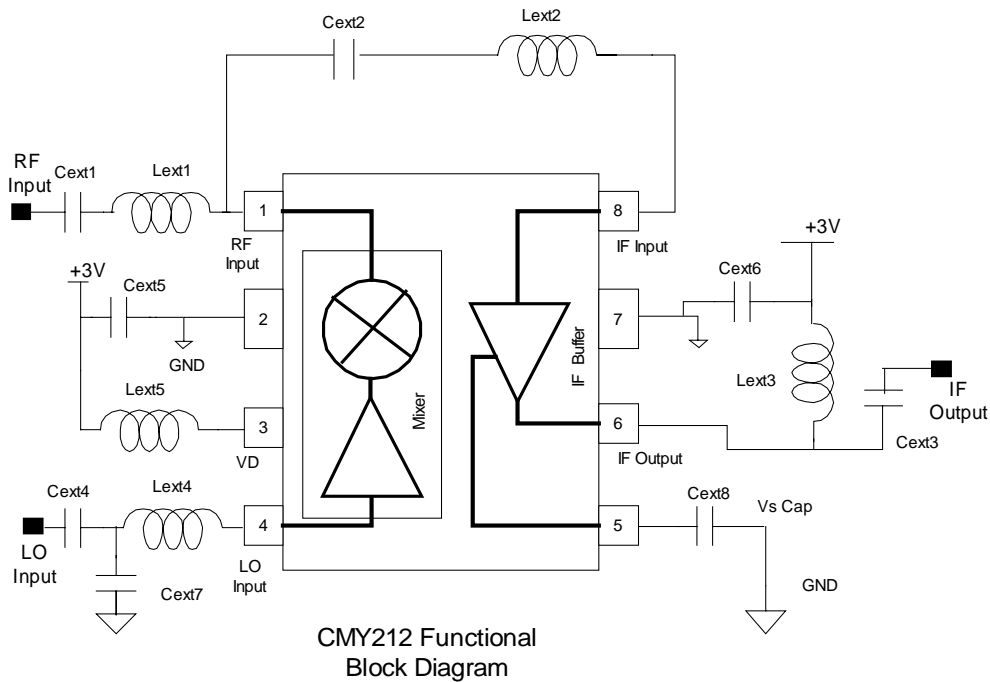 Cext2
Lext2
RF
Input
Cext1
Lext1
1
8
RF
Input
IF Input
+3V
+3V
Cext5
Cext6
2
7
GND
IF Buffer
Lext3
IF
Output
Lext5
Mixer
3
6
Cext3
VD
IF Output
Cext4
Lext4
Cext8
Vs Cap
4
5
LO
Input
LO
Input
Cext7
GND
CMY212 Functional
Block Diagram